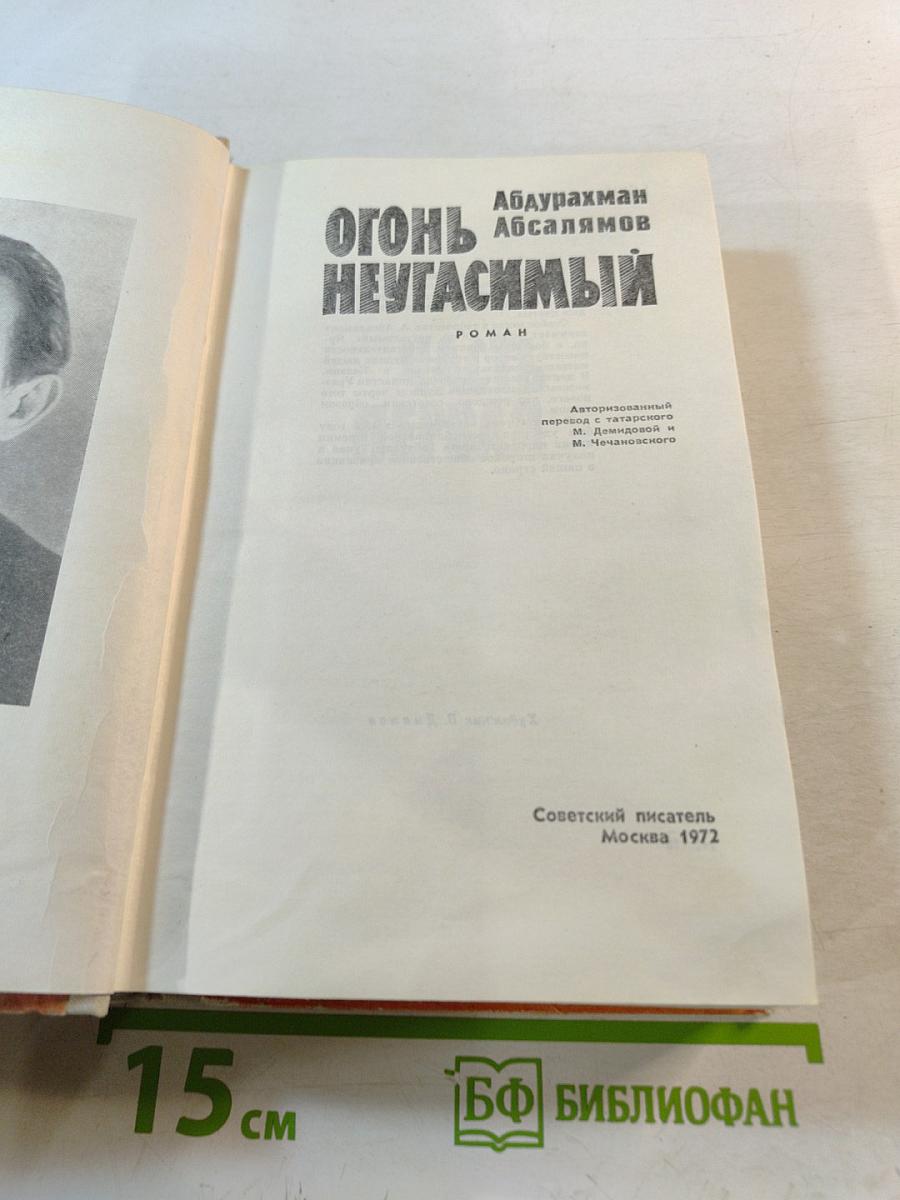 Абдурахман
Абсалямов
ОГОНЬ
НЕУГАСИМЫЙ
РОМАН
Авторизованный
перевод с татарского
М. Демидовой и
М. Чечановского
Советский писатель
Москва 1972
15 см
БФ БИБЛИОФАН